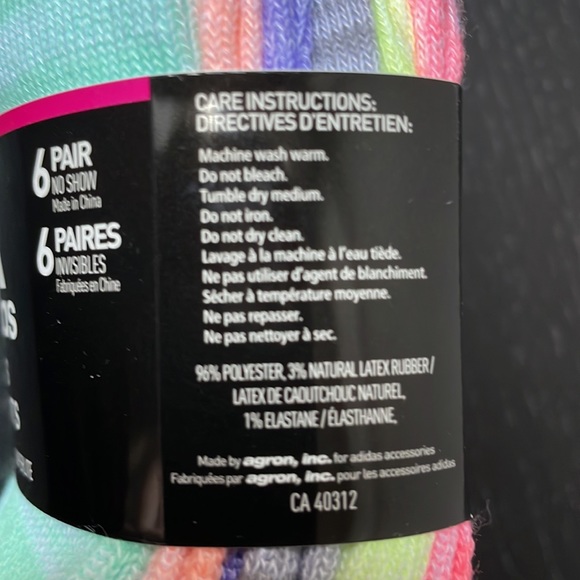 6 PAIR
NO SHOW
Made in China
6 PAIRES
INVISIBLES
Fabriquées en Chine
CARE INSTRUCTIONS:
DIRECTIVES D'ENTRETIEN:
Machine wash warm.
Do not bleach.
Tumble dry medium.
Do not iron.
Do not dry clean.
Lavage à la machine à l'eau tiède.
Ne pas utiliser d'agent de blanchiment.
Sécher à température moyenne.
Ne pas repasser.
Ne pas nettoyer à sec.
96% POLYESTER, 3% NATURAL LATEX RUBBER /
LATEX DE CAOUTCHOUC NATUREL,
1% ELASTANE / ÉLASTHANNE,
Made by agron, inc. for adidas accessories
Fabriquées par agron, inc. pour les accessoires adidas
CA 40312